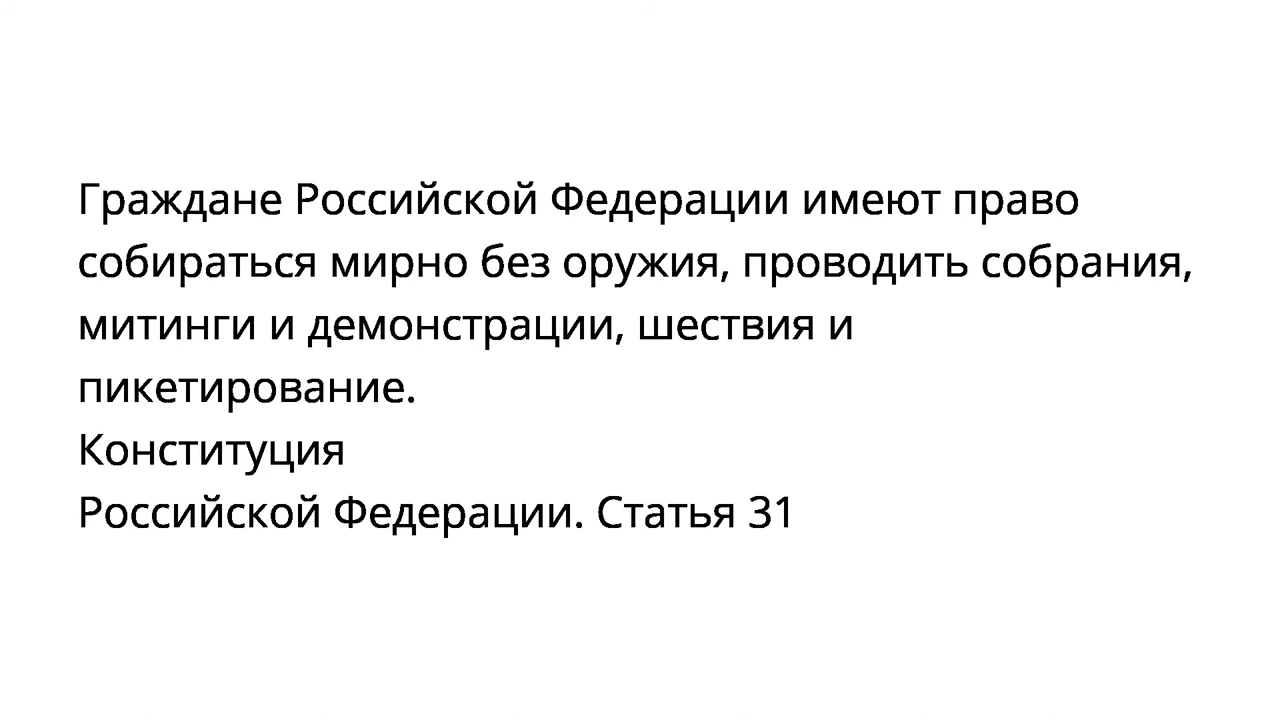 Граждане Российской Федерации имеют право
собираться мирно без оружия, проводить собрания,
митинги и демонстрации, шествия и
пикетирование.
Конституция
Российской Федерации. Статья 31